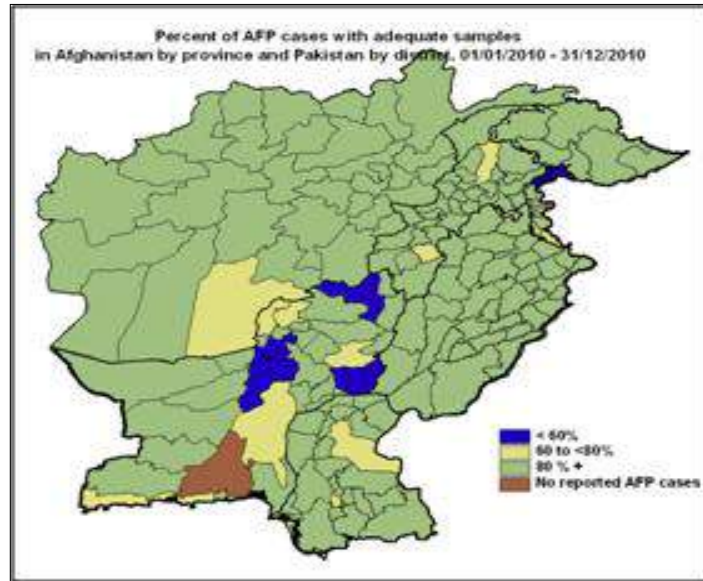 Percent of AFP cases with adequate samples
in Afghanistan by province and Pakistan by district, 01/01/2010 - 31/12/2010
< 60%
60 to <80%
80 % +
No reported AFP cases